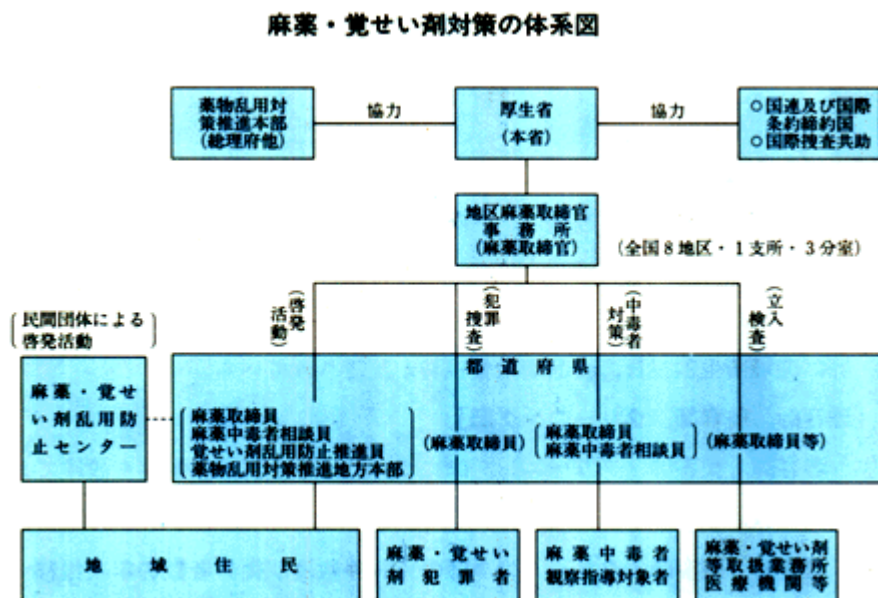 麻薬・覚せい剤対策の体系図
薬物乱用対
策推進本部
(総理府他)
協力
厚生省
(本省)
協力
○国連及び国際
条約締約国
○国際捜査共助
地区麻薬取締官
事務所
(麻薬取締官)
(全国8地区・1支所・3分室)
(啓発
活動)
(犯罪
捜査)
(中毒者
対策)
(立入
検査)
民間団体による
啓発活動
都道府県
麻薬・覚せ
い剤乱用防
止センター
麻薬取締員
麻薬中毒者相談員
覚せい剤乱用防止推進員
薬物乱用対策推進地方本部
(麻薬取締員)
麻薬取締員
麻薬中毒者相談員
(麻薬取締員等)
地域住民
麻薬・覚せい
剤犯罪者
麻薬中毒者
観察指導対象者
麻薬・覚せい剤
等取扱業務所
医療機関等